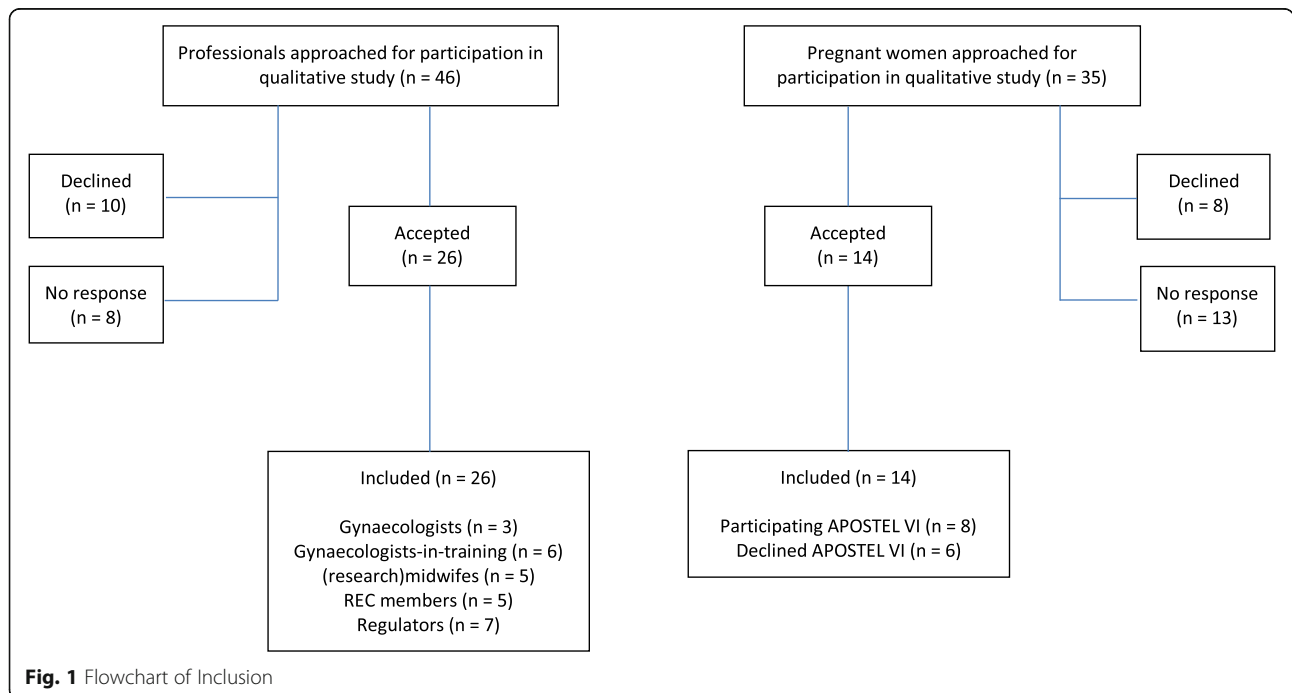 Professionals approached for participation in
qualitative study (n = 46)
Declined
(n = 10)
No response
(n = 8)
Accepted
(n = 26)
Included (n = 26)
Gynaecologists (n = 3)
Gynaecologists-in-training (n = 6)
(research)midwifes (n = 5)
REC members (n = 5)
Regulators (n = 7)
Pregnant women approached for
participation in qualitative study (n = 35)
Accepted
(n = 14)
Declined
(n = 8)
No response
(n = 13)
Included (n = 14)
Participating APOSTEL VI (n = 8)
Declined APOSTEL VI (n = 6)
Fig. 1 Flowchart of Inclusion